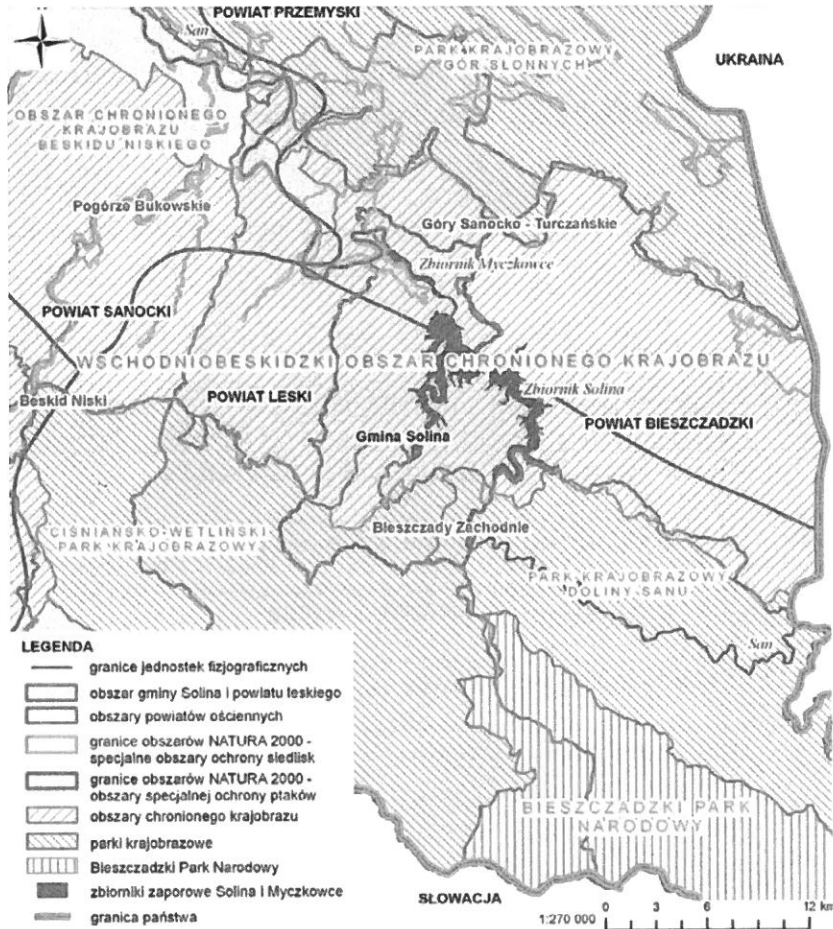 POWIAT PRZEMYSKI
San
PARK KRAJOBRAZOWY
GÓR SŁONNYCH
UKRAINA
OBSZAR CHRONIONEGO
KRAJOBRAZU
BESKIDU NISKIEGO
Pogórze Bukowskie
Góry Sanocko - Turczańskie
Zbiornik Myczkowce
POWIAT SANOCKI
WSCHODNIOBESKIDZKI OBSZAR CHRONIONEGO KRAJOBRAZU
Beskid Niski
POWIAT LESKI
Zbiornik Solina
POWIAT BIESZCZADZKI
Gmina Solina
CIŚNIAŃSKO-WETLIŃSKI
PARK KRAJOBRAZOWY
Bieszczady Zachodnie
PARK KRAJOBRAZOWY
DOLINY SANU
San
LEGENDA
granice jednostek fizjograficznych
obszar gminy Solina i powiatu leskiego
obszary powiatów ościennych
granice obszarów NATURA 2000 -
specjalne obszary ochrony siedlisk
granice obszarów NATURA 2000 -
obszary specjalnej ochrony ptaków
obszary chronionego krajobrazu
parki krajobrazowe
Bieszczadzki Park Narodowy
zbiorniki zaporowe Solina i Myczkowce
granica państwa
BIESZCZADZKI PARK
NARODOWY
SŁOWACJA
1:270 000
0 3 6 12 km